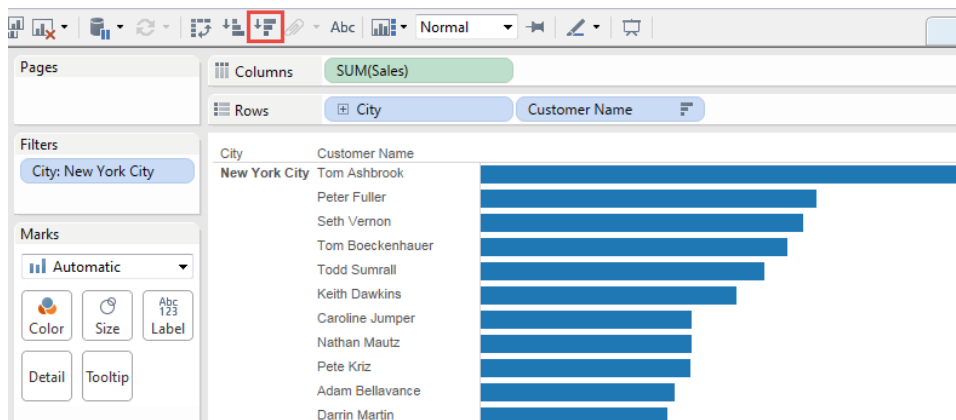 Abc
Normal
Pages
Columns
SUM(Sales)
Rows
City
Customer Name
Filters
City: New York City
Marks
Automatic
Color
Size
Abc
123
Label
Detail
Tooltip
City Customer Name
New York City Tom Ashbrook
Peter Fuller
Seth Vernon
Tom Boeckenhauer
Todd Sumrall
Keith Dawkins
Caroline Jumper
Nathan Mautz
Pete Kriz
Adam Bellavance
Darrin Martin